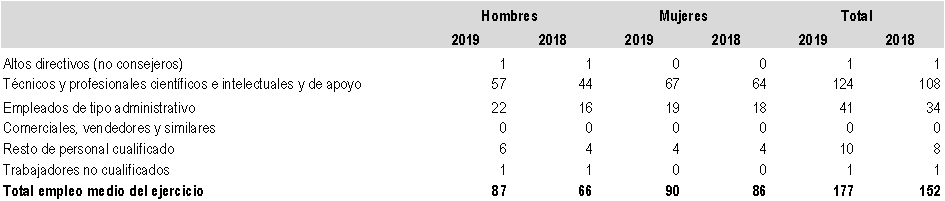 Hombres Mujeres Total
2019 2018 2019 2018 2019 2018
Altos directivos (no consejeros) 1 1 0 0 1 1
Técnicos y profesionales científicos e intelectuales y de apoyo 57 44 67 64 124 108
Empleados de tipo administrativo 22 16 19 18 41 34
Comerciales, vendedores y similares 0 0 0 0 0 0
Resto de personal cualificado 6 4 4 4 10 8
Trabajadores no cualificados 1 1 0 0 1 1
Total empleo medio del ejercicio 87 66 90 86 177 152